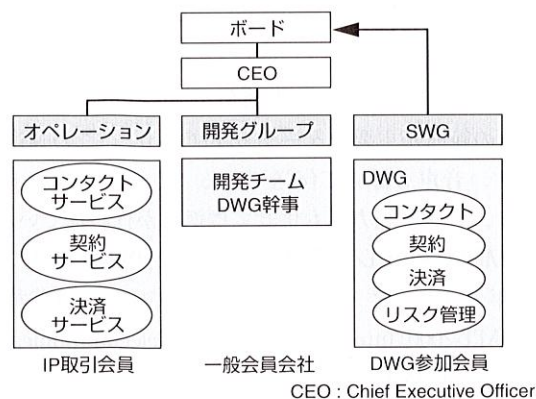 ボード
CEO
オペレーション
開発グループ
SWG
コンタクト
サービス
契約
サービス
決済
サービス
開発チーム
DWG幹事
DWG
コンタクト
契約
決済
リスク管理
IP取引会員
一般会員会社
DWG参加会員
CEO : Chief Executive Officer